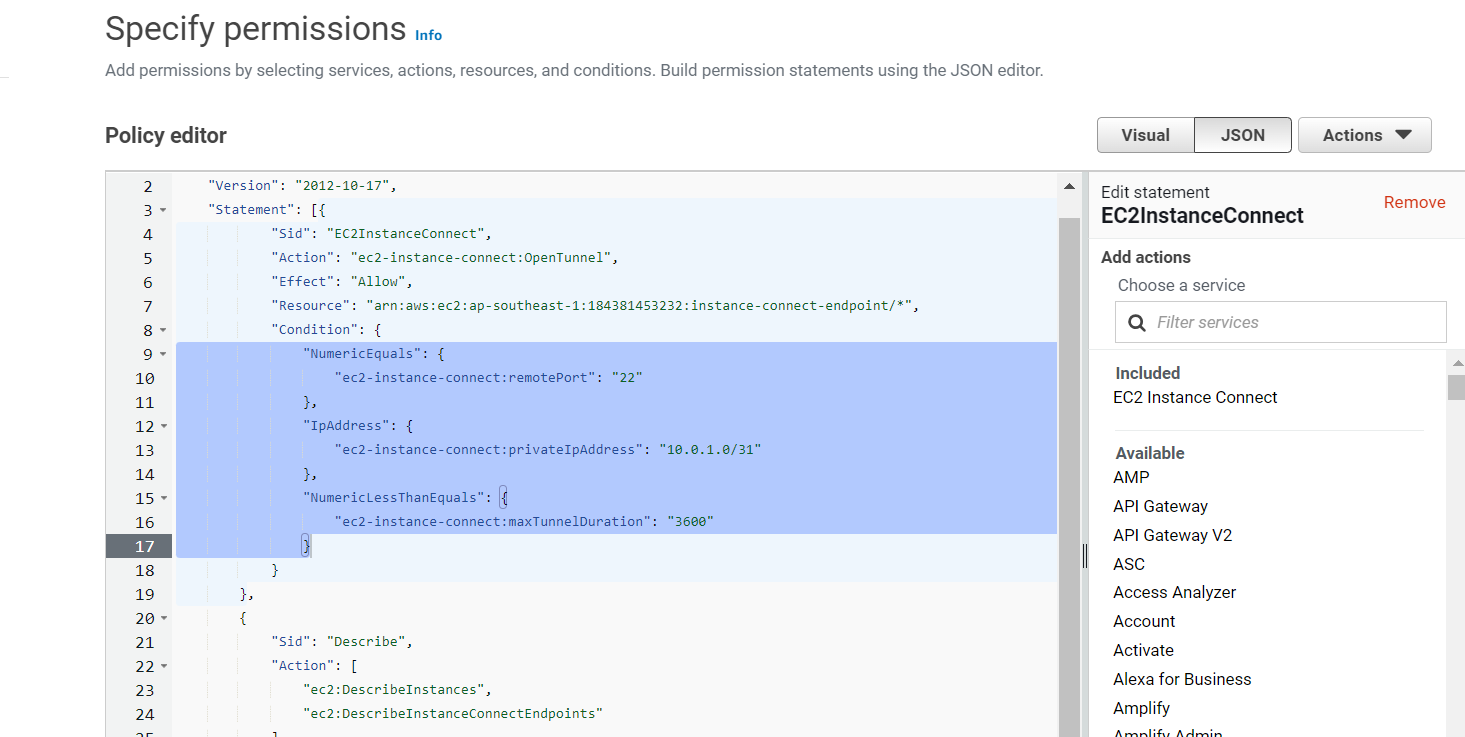 Specify permissions Info
Add permissions by selecting services, actions, resources, and conditions. Build permission statements using the JSON editor.
Policy editor
Visual
JSON
Actions
2 "Version": "2012-10-17",
3 "Statement": [{
4 "Sid": "EC2InstanceConnect",
5 "Action": "ec2-instance-connect:OpenTunnel",
6 "Effect": "Allow",
7 "Resource": "arn:aws:ec2:ap-southeast-1:184381453232:instance-connect-endpoint/*",
8 "Condition": {
9 "NumericEquals": {
10 "ec2-instance-connect:remotePort": "22"
11 },
12 "IpAddress": {
13 "ec2-instance-connect:privateIpAddress": "10.0.1.0/31"
14 },
15 "NumericLessThanEquals": {
16 "ec2-instance-connect:maxTunnelDuration": "3600"
17 }
18 }
19 },
20 {
21 "Sid": "Describe",
22 "Action": [
23 "ec2:DescribeInstances",
24 "ec2:DescribeInstanceConnectEndpoints"
25 ]
Edit statement
EC2InstanceConnect
Remove
Add actions
Choose a service
Filter services
Included
EC2 Instance Connect
Available
AMP
API Gateway
API Gateway V2
ASC
Access Analyzer
Account
Activate
Alexa for Business
Amplify
Amplify Admin